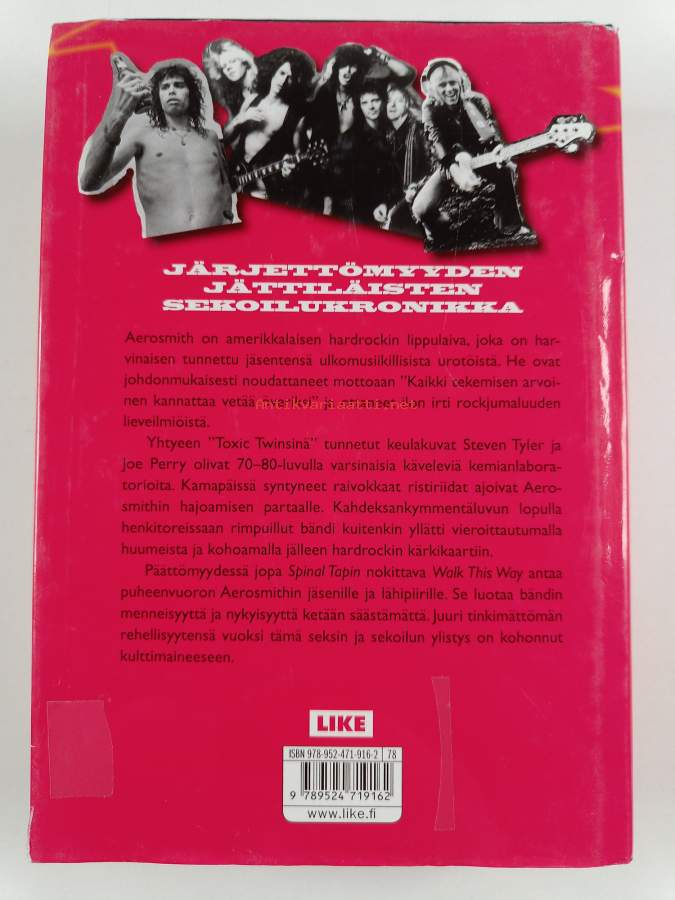 JÄRJETTÖMYYDEN
JÄTTILÄISTEN
SEKOILUKRONIKKA
Aerosmith on amerikkalaisen hardrockin lippulaiva, joka on har-
vinaisen tunnettu jäsentensä ulkomusiikillisista urotöistä. He ovat
johdonmukaisesti noudattaneet mottoaan ”Kaikki tekemisen arvoi-
nen kannattaa vetää ilon irti rockjumaluuden
Antikvariaatti.net
lieveilmiöistä.
Yhtyeen ”Toxic Twinsinä” tunnetut keulakuvat Steven Tyler ja
Joe Perry olivat 70–80-luvulla varsinaisia käveleviä kemianlabora-
torioita. Kamapäissä syntyneet raivokkaat ristiriidat ajoivat Aero-
smithin hajoamisen partaalle. Kahdeksankymmentäluvun lopulla
henkitoreissaan rimpuillut bändi kuitenkin yllätti vieroittautumalla
huumeista ja kohoamalla jälleen hardrockin kärkikaartiin.
Päättömyydessä jopa Spinal Tapin nokittava Walk This Way antaa
puheenvuoron Aerosmithin jäsenille ja lähipiirille. Se luotaa bändin
menneisyyttä ja nykyisyyttä ketään säästämättä. Juuri tinkimättömän
rehellisyytensä vuoksi tämä seksin ja sekoilun ylistys on kohonnut
kulttimaineeseen.
LIKE
ISBN 978-952-471-916-2 78
9 789524 719162
www.like.fi